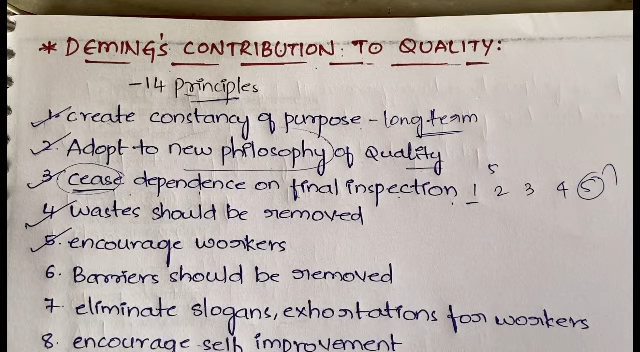 * DEMING'S CONTRIBUTION TO QUALITY:
- 14 Principles
1. create constancy of purpose - long team
2. Adopt to new philosophy of Quality
3. cease dependence on final inspection 1 2 3 4 5
5
4. wastes should be removed
5. encourage workers
6. Barriers should be removed
7 eliminate slogans, exhortations for workers
8. encourage self improvement